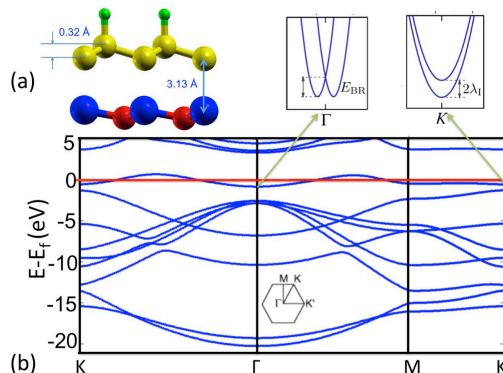 0.32 Å
3.13 Å
(a)
E_BR
Γ
2λ_I
K
5
0
-5
-10
-15
-20
E-E_f (eV)
M K
Γ K'
(b)
K Γ M K